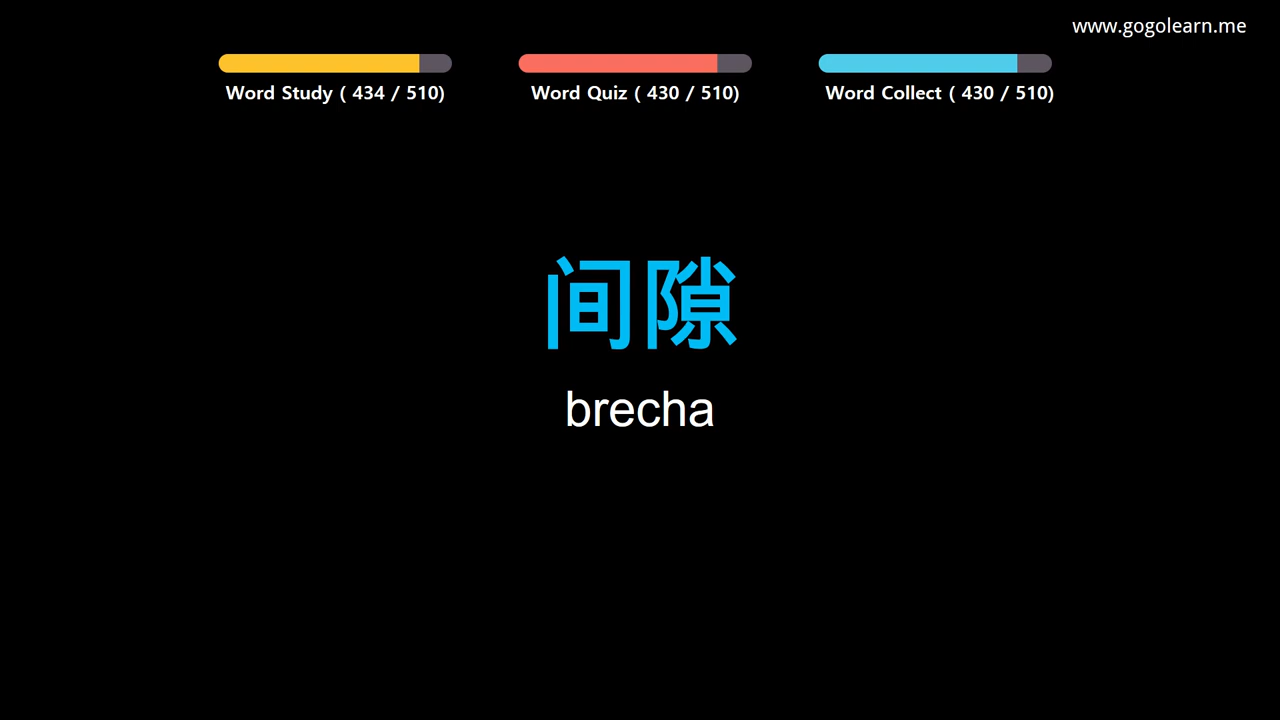 www.gogolearn.me
Word Study ( 434 / 510)
Word Quiz ( 430 / 510)
Word Collect ( 430 / 510)
间隙
brecha